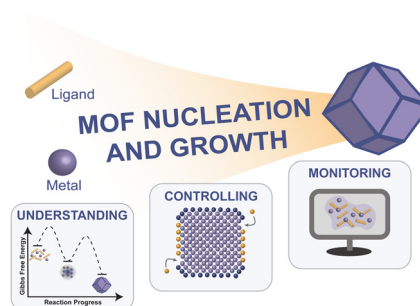 Ligand
MOF NUCLEATION
AND GROWTH
Metal
MONITORING
CONTROLLING
UNDERSTANDING
Gibbs Free Energy
Reaction Progress